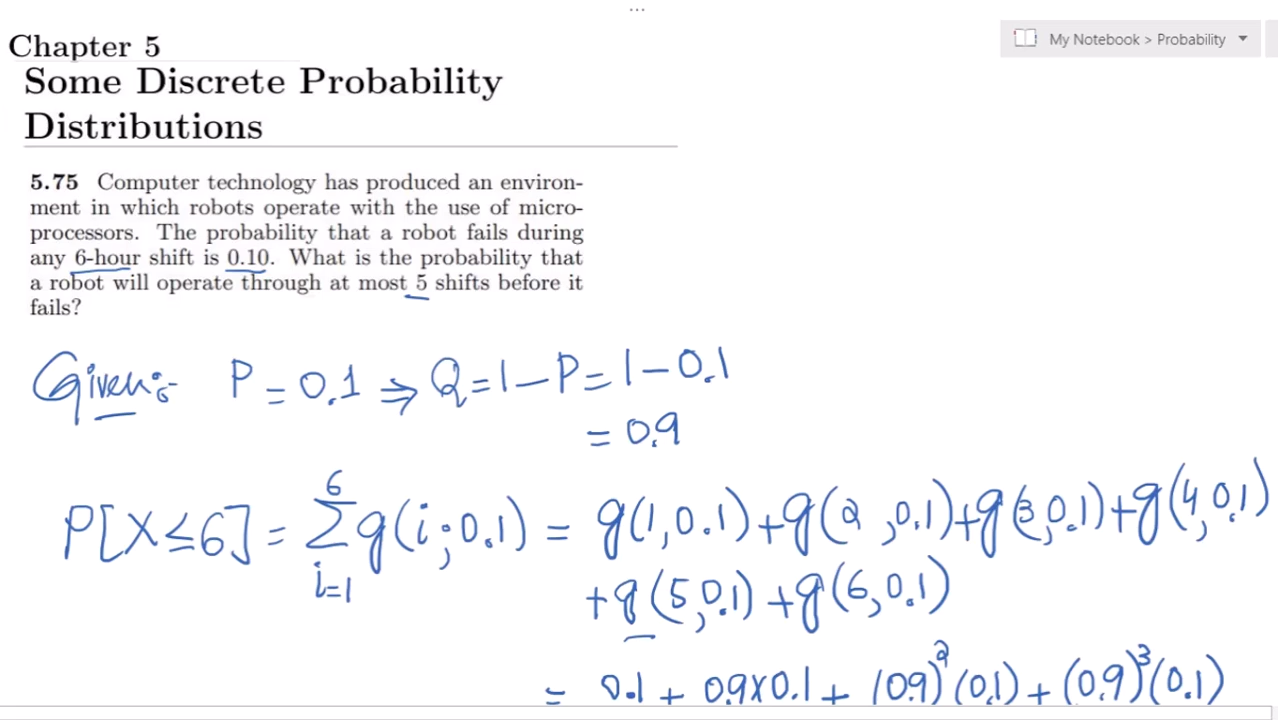 ...
Chapter 5
My Notebook > Probability
Some Discrete Probability
Distributions
5.75 Computer technology has produced an environ-
ment in which robots operate with the use of micro-
processors. The probability that a robot fails during
any 6-hour shift is 0.10. What is the probability that
a robot will operate through at most 5 shifts before it
fails?
Given:- P = 0.1 ⇒ Q = 1 – P = 1 – 0.1
= 0.9
P[X ≤ 6] = ∑_{i=1}^{6} g(i; 0.1) = g(1, 0.1) + g(2, 0.1) + g(3, 0.1) + g(4, 0.1)
+ g(5, 0.1) + g(6, 0.1)
= 0.1 + 0.9 × 0.1 + (0.9)² (0.1) + (0.9)³ (0.1)